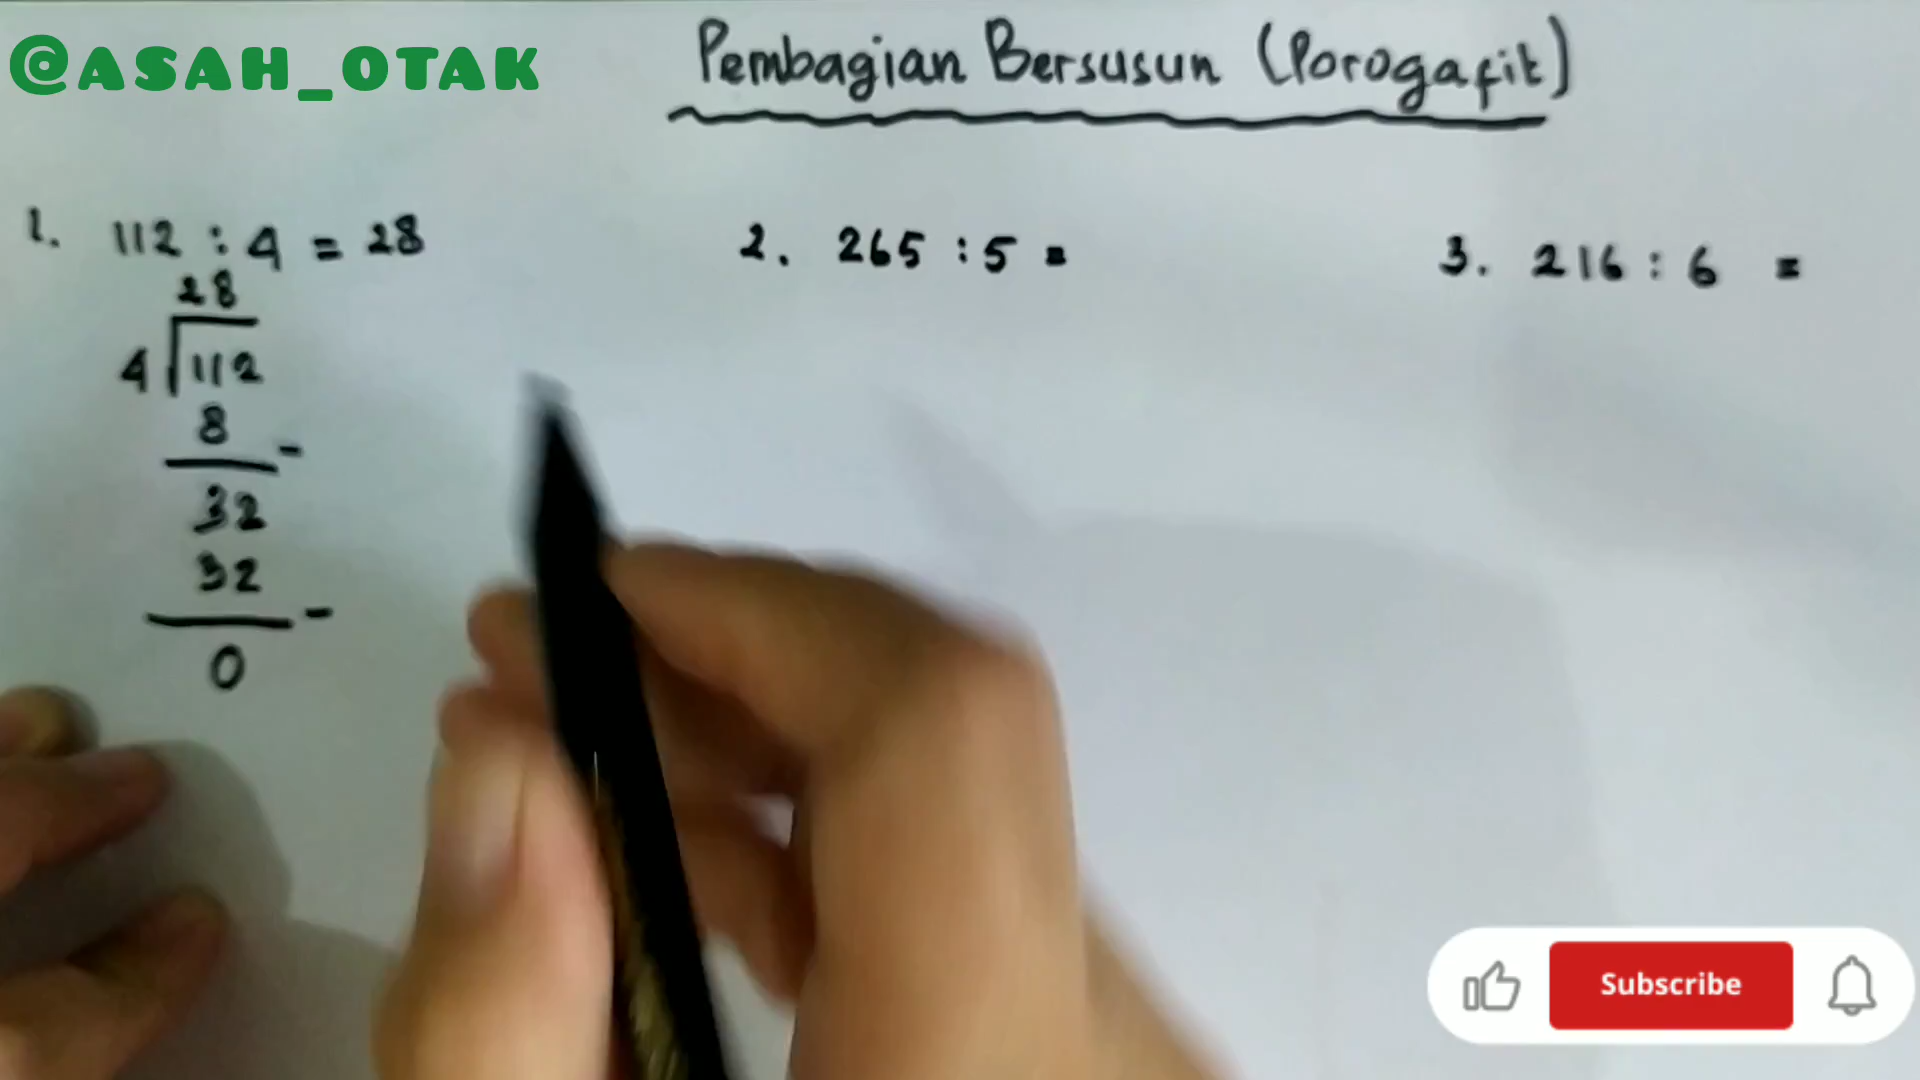 @ASAH_OTAK
Pembagian Bersusun (Porogafit)
1. 112 : 4 = 28
28
4 112
8 -
32
32 -
0
2. 265 : 5 =
3. 216 : 6 =
Subscribe